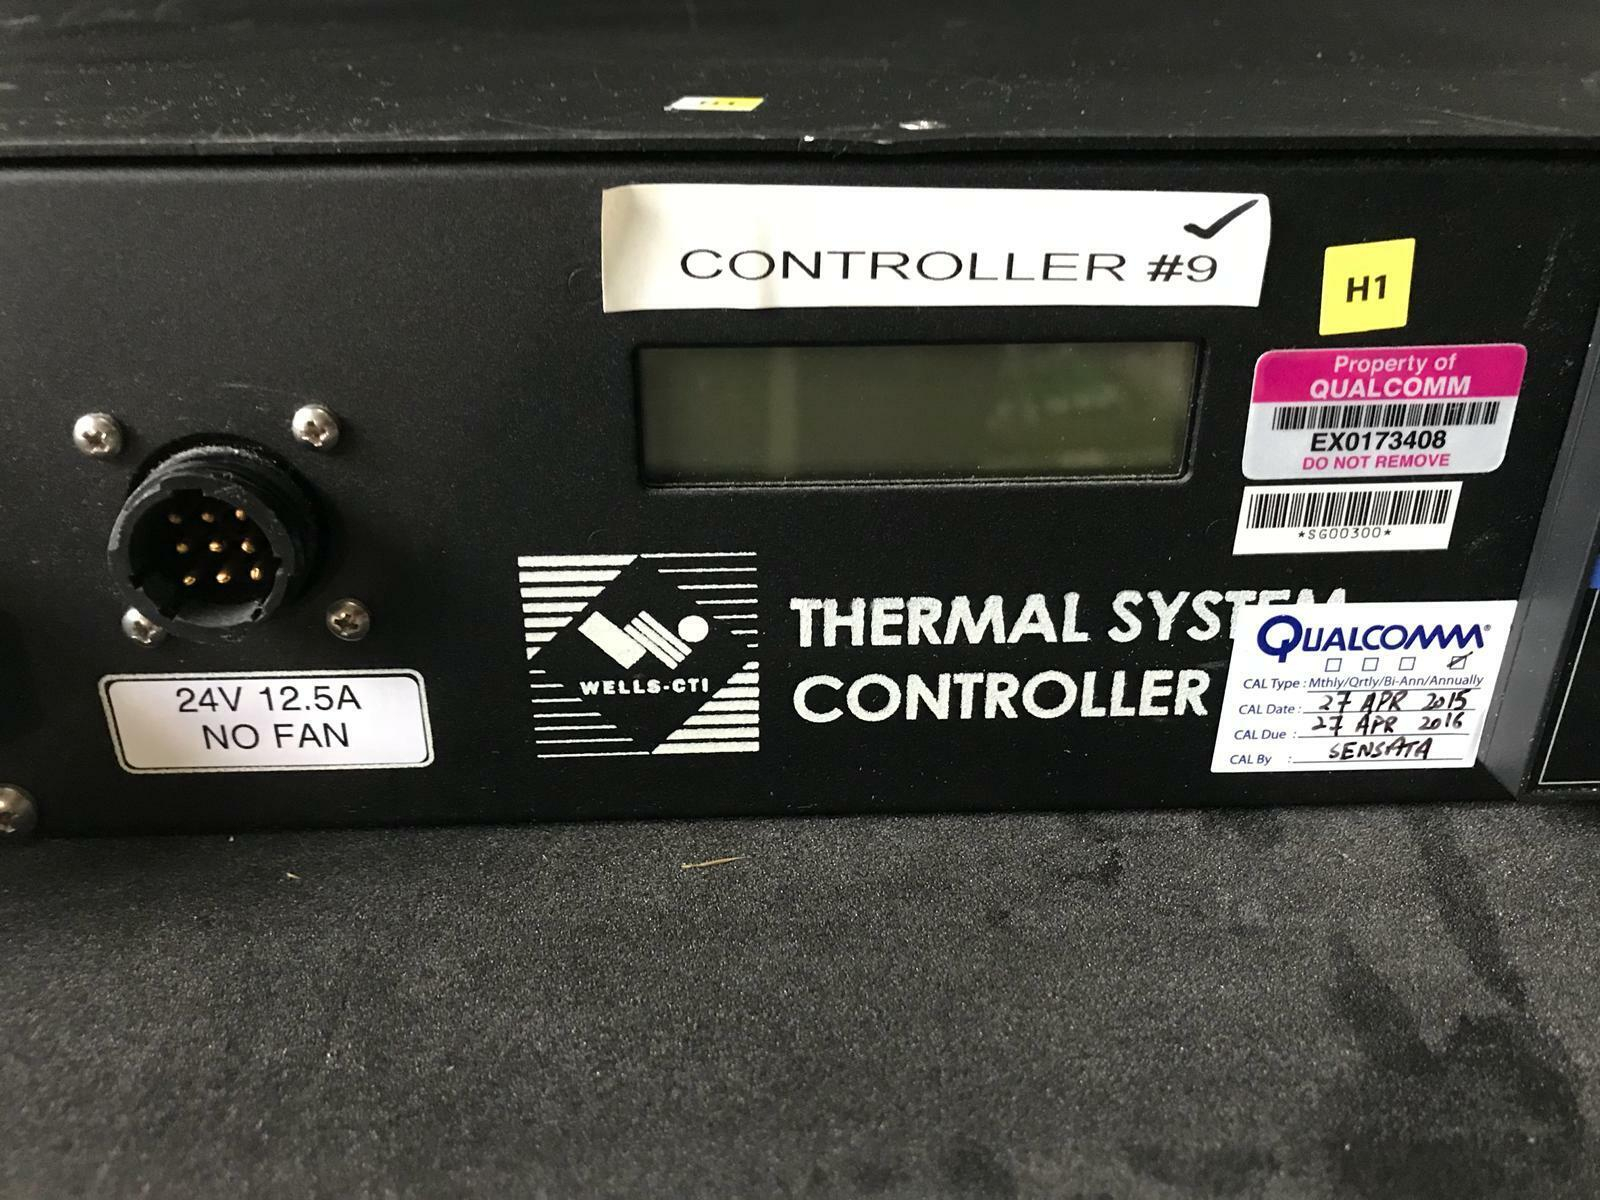 CONTROLLER #9
H1
Property of
QUALCOMM
EX0173408
DO NOT REMOVE
*SG00300*
24V 12.5A
NO FAN
WELLS-CTI
THERMAL SYSTEM
CONTROLLER
QUALCOMM®
CAL Type : Mthly/Qrtly/Bi-Ann/Annually
CAL Date : 27 APR 2015
CAL Due : 27 APR 2016
CAL By : SENSATA